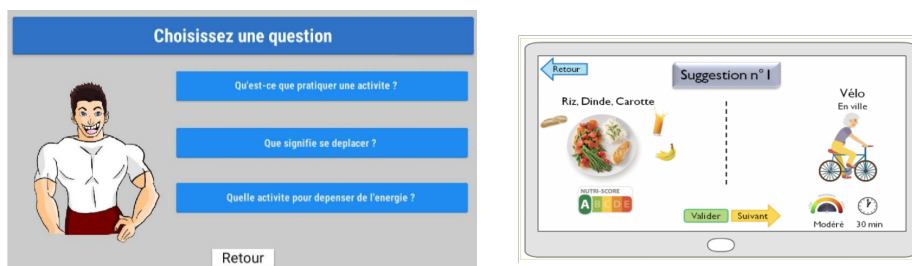 Choisissez une question
Qu'est-ce que pratiquer une activite ?
Que signifie se deplacer ?
Quelle activite pour depenser de l'energie ?
Retour
Retour
Suggestion n°1
Riz, Dinde, Carotte
Vélo
En ville
NUTRI-SCORE
A B C D E
Valider
Suivant
Modéré
30 min